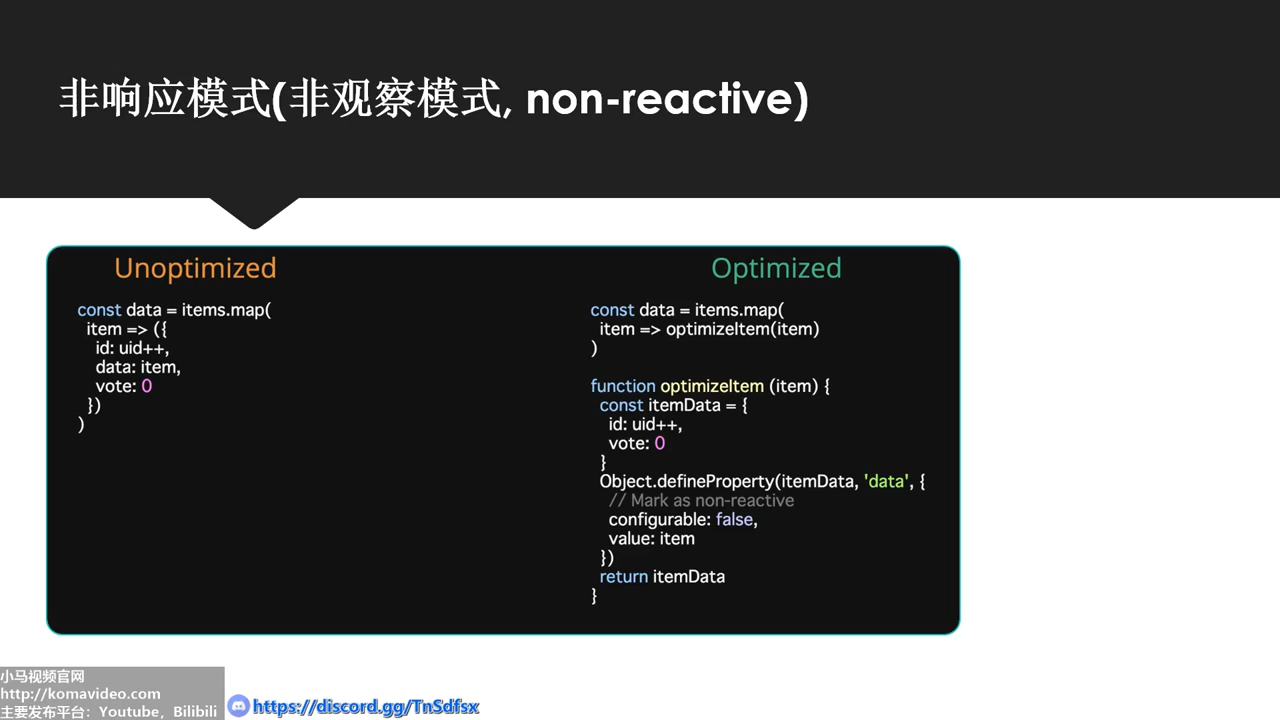 非响应模式(非观察模式, non-reactive)
Unoptimized
const data = items.map(
item => ({
id: uid++,
data: item,
vote: 0
})
)
Optimized
const data = items.map(
item => optimizeItem(item)
)
function optimizeItem (item) {
const itemData = {
id: uid++,
vote: 0
}
Object.defineProperty(itemData, 'data', {
// Mark as non-reactive
configurable: false,
value: item
})
return itemData
}
小马视频官网
http://komavideo.com
主要发布平台：Youtube，Bilibili
https://discord.gg/TnSdfsx